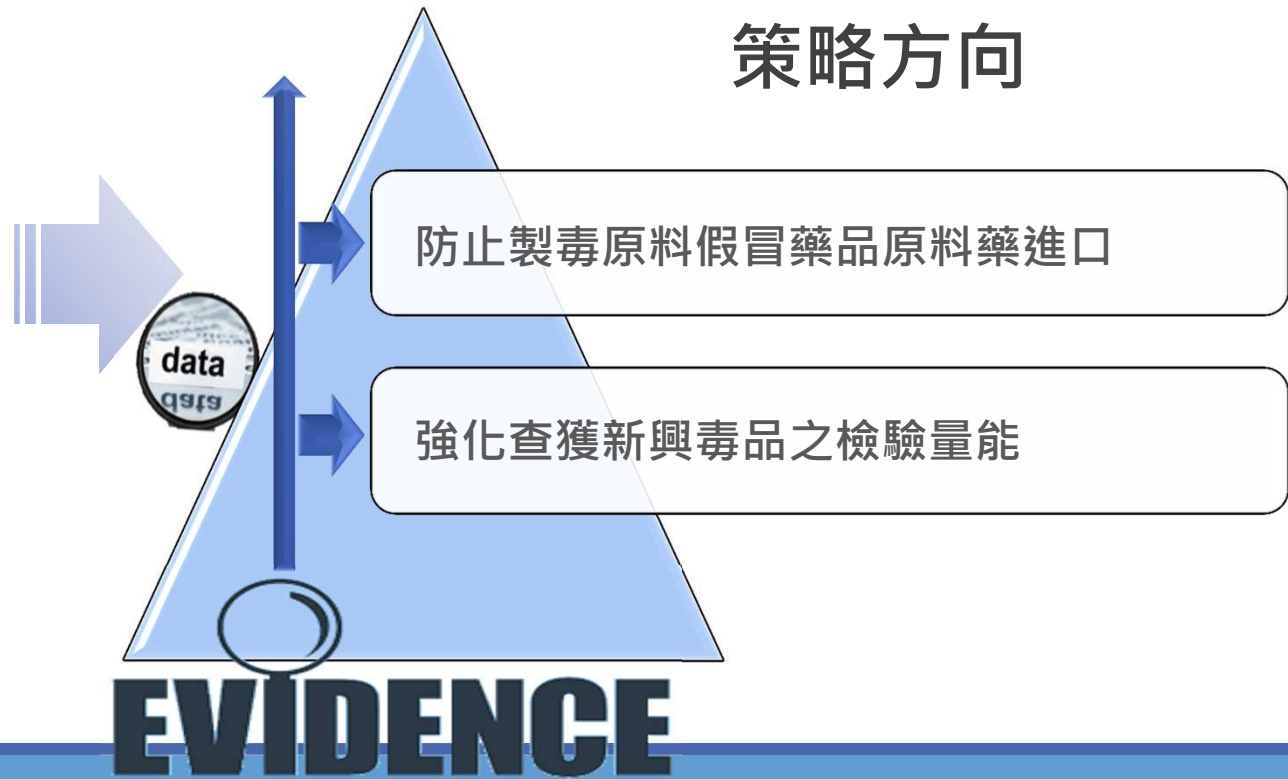 策略方向
防止製毒原料假冒藥品原料藥進口
data
data
強化查獲新興毒品之檢驗量能
EVIDENCE